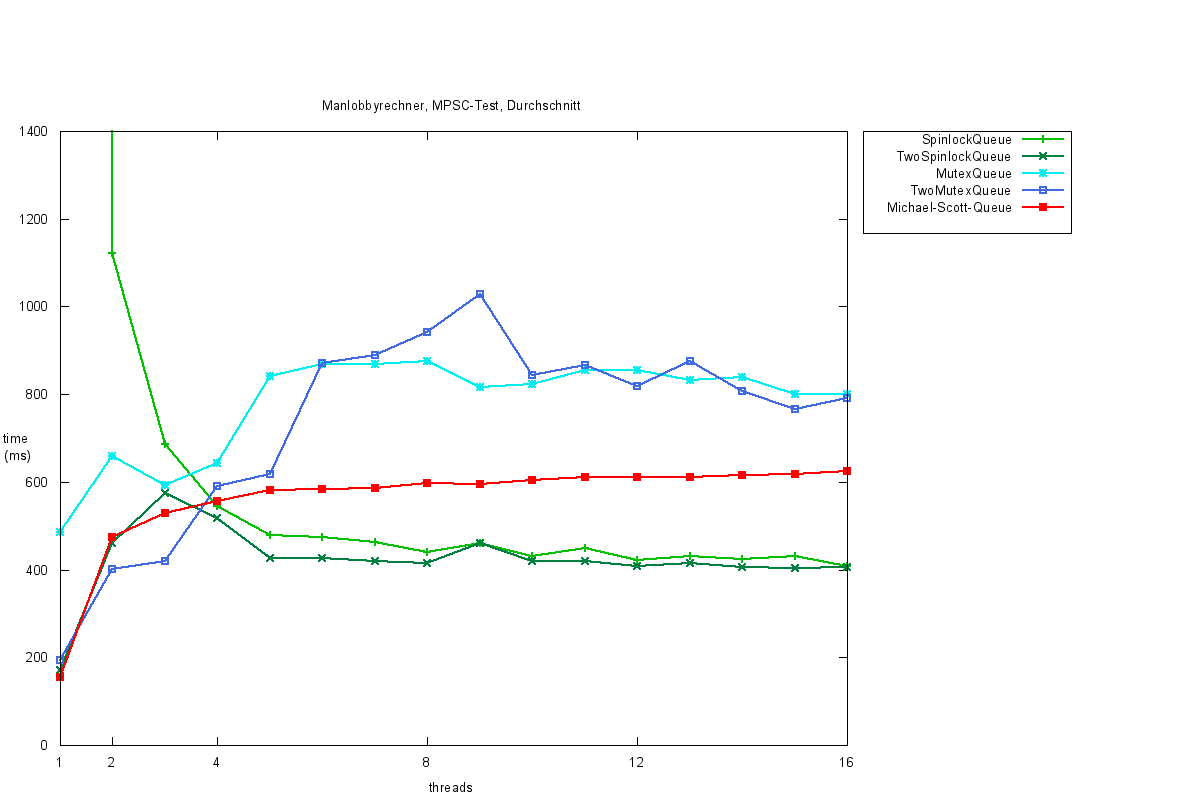 Manlobbyrechner, MPSC-Test, Durchschnitt
1400
1200
1000
800
600
400
200
0
time
(ms)
1 2 4 8 12 16
threads
SpinlockQueue
TwoSpinlockQueue
MutexQueue
TwoMutexQueue
Michael-Scott-Queue